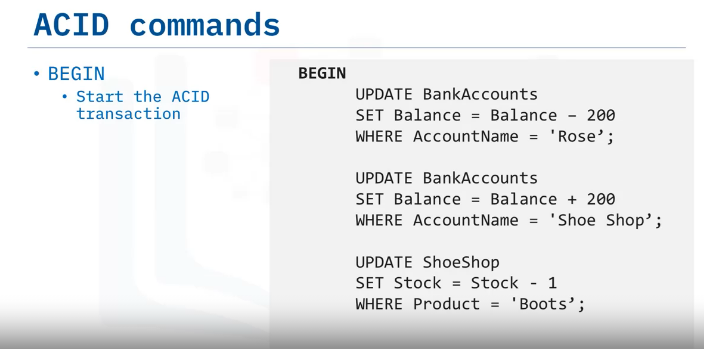 ACID commands
• BEGIN
• Start the ACID
transaction
BEGIN
UPDATE BankAccounts
SET Balance = Balance – 200
WHERE AccountName = 'Rose’;
UPDATE BankAccounts
SET Balance = Balance + 200
WHERE AccountName = 'Shoe Shop’;
UPDATE ShoeShop
SET Stock = Stock - 1
WHERE Product = 'Boots’;